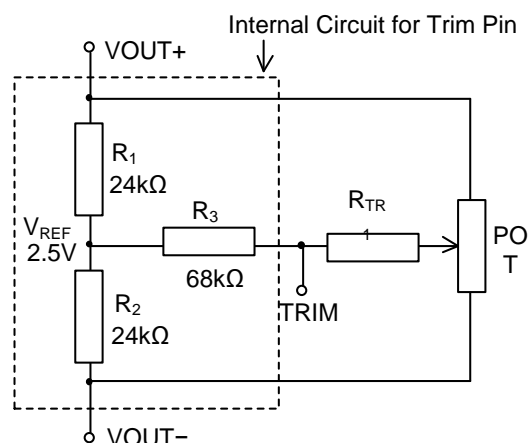 Internal Circuit for Trim Pin
VOUT+
R1
24kΩ
R3
RTR
1
VREF
2.5V
PO
T
68kΩ
TRIM
R2
24kΩ
VOUT−